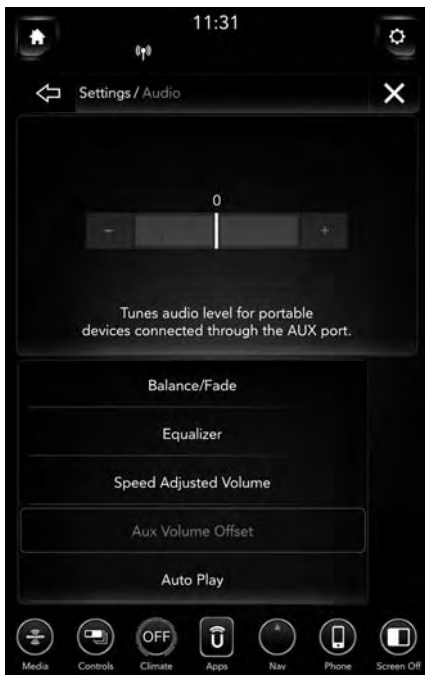 11:31
Settings / Audio
0
- +
Tunes audio level for portable
devices connected through the AUX port.
Balance/Fade
Equalizer
Speed Adjusted Volume
Aux Volume Offset
Auto Play
OFF
Media Controls Climate Apps Nav Phone Screen Off